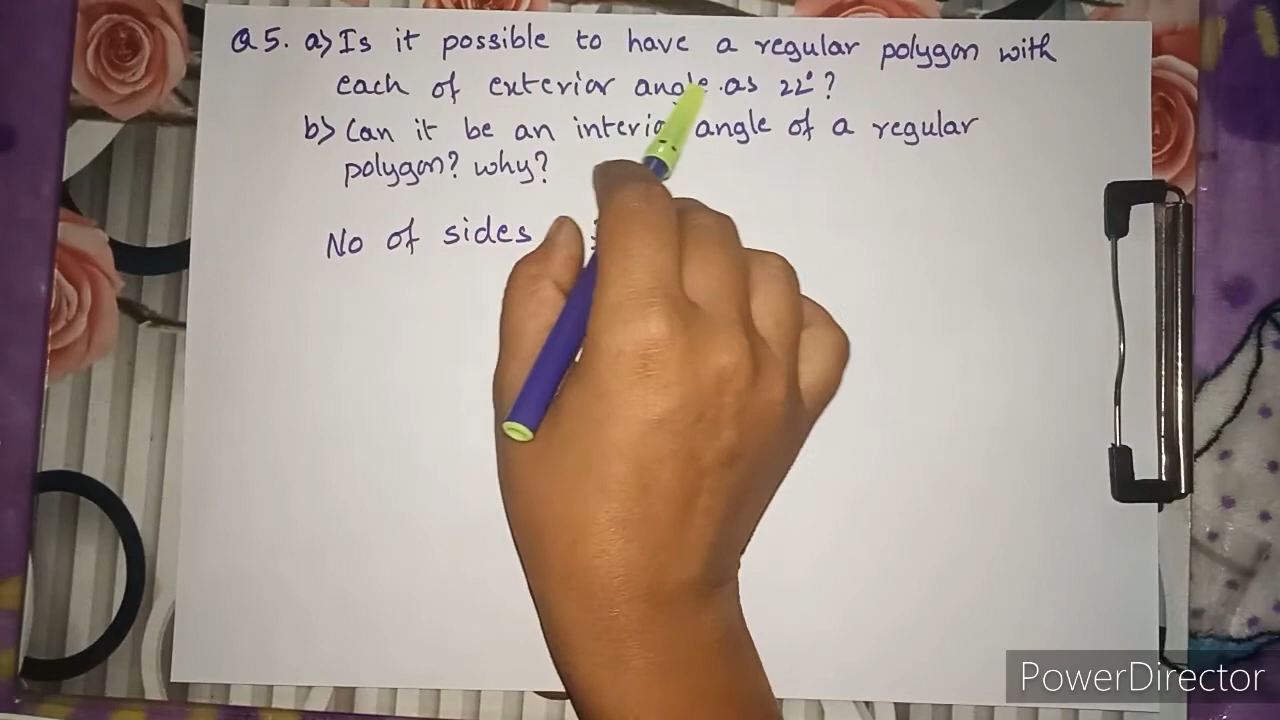 Q 5. a) Is it possible to have a regular polygon with
each of exterior angle as 22°?
b) Can it be an interior angle of a regular
polygon? why?
No of sides
PowerDirector